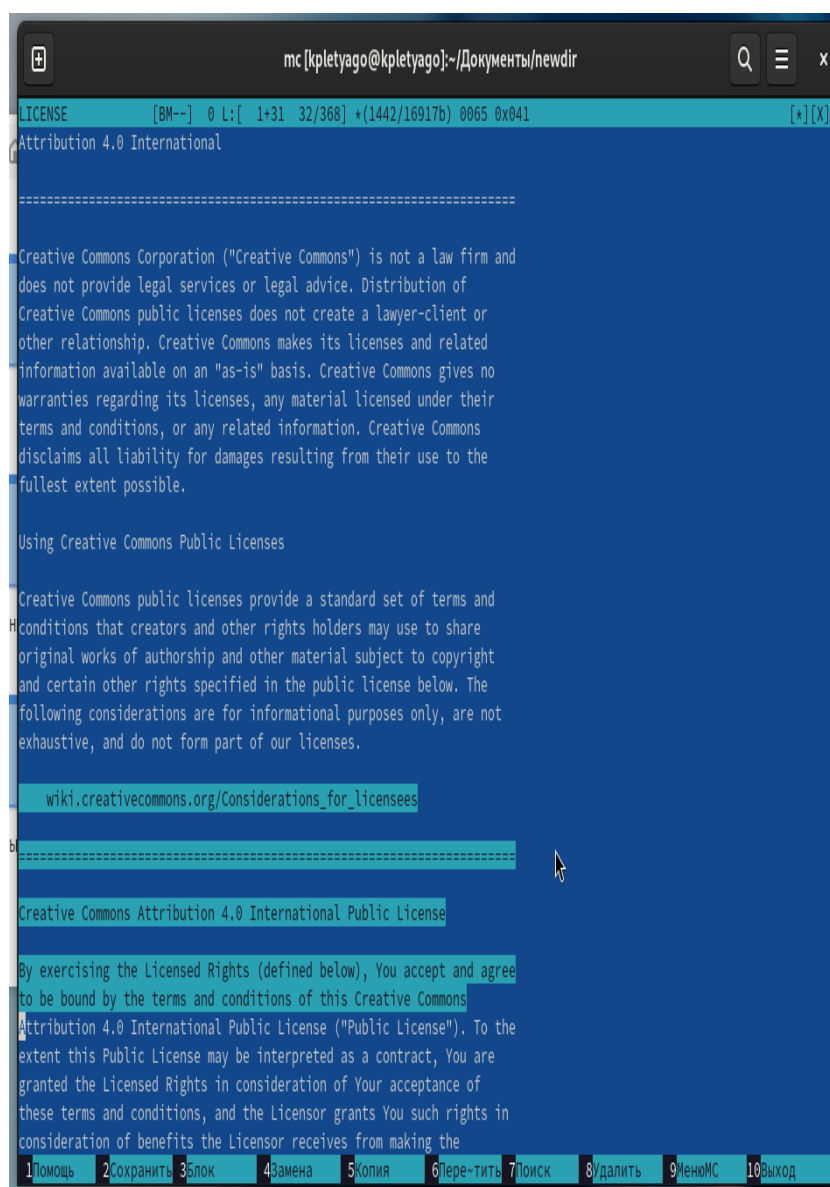 mc [kpletyago@kpletyago]:~/Документы/newdir
LICENSE [BM--] 0 L:[ 1+31 32/368] *(1442/16917b) 0065 0x041 [*][X]
Attribution 4.0 International
=======================================================================
Creative Commons Corporation ("Creative Commons") is not a law firm and
does not provide legal services or legal advice. Distribution of
Creative Commons public licenses does not create a lawyer-client or
other relationship. Creative Commons makes its licenses and related
information available on an "as-is" basis. Creative Commons gives no
warranties regarding its licenses, any material licensed under their
terms and conditions, or any related information. Creative Commons
disclaims all liability for damages resulting from their use to the
fullest extent possible.
Using Creative Commons Public Licenses
Creative Commons public licenses provide a standard set of terms and
conditions that creators and other rights holders may use to share
original works of authorship and other material subject to copyright
and certain other rights specified in the public license below. The
following considerations are for informational purposes only, are not
exhaustive, and do not form part of our licenses.
wiki.creativecommons.org/Considerations_for_licensees
=======================================================================
Creative Commons Attribution 4.0 International Public License
By exercising the Licensed Rights (defined below), You accept and agree
to be bound by the terms and conditions of this Creative Commons
Attribution 4.0 International Public License ("Public License"). To the
extent this Public License may be interpreted as a contract, You are
granted the Licensed Rights in consideration of Your acceptance of
these terms and conditions, and the Licensor grants You such rights in
consideration of benefits the Licensor receives from making the
1Помощь 2Сохранить 3Блок 4Замена 5Копия 6Пере~тить 7Поиск 8Удалить 9МенюMC 10Выход